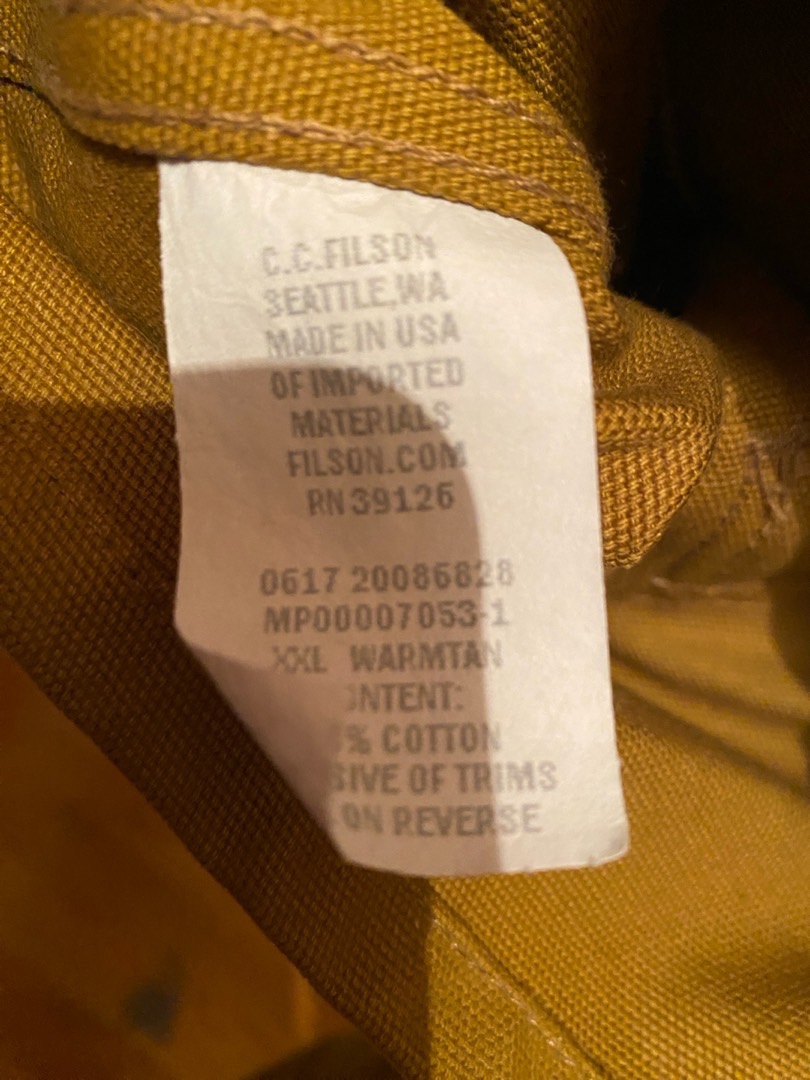 C.C.FILSON
SEATTLE,WA
MADE IN USA
OF IMPORTED
MATERIALS
FILSON.COM
RN 39126
0617 20086828
MP00007053-1
XXL WARMTAN
NTENT:
% COTTON
SIVE OF TRIMS
ON REVERSE